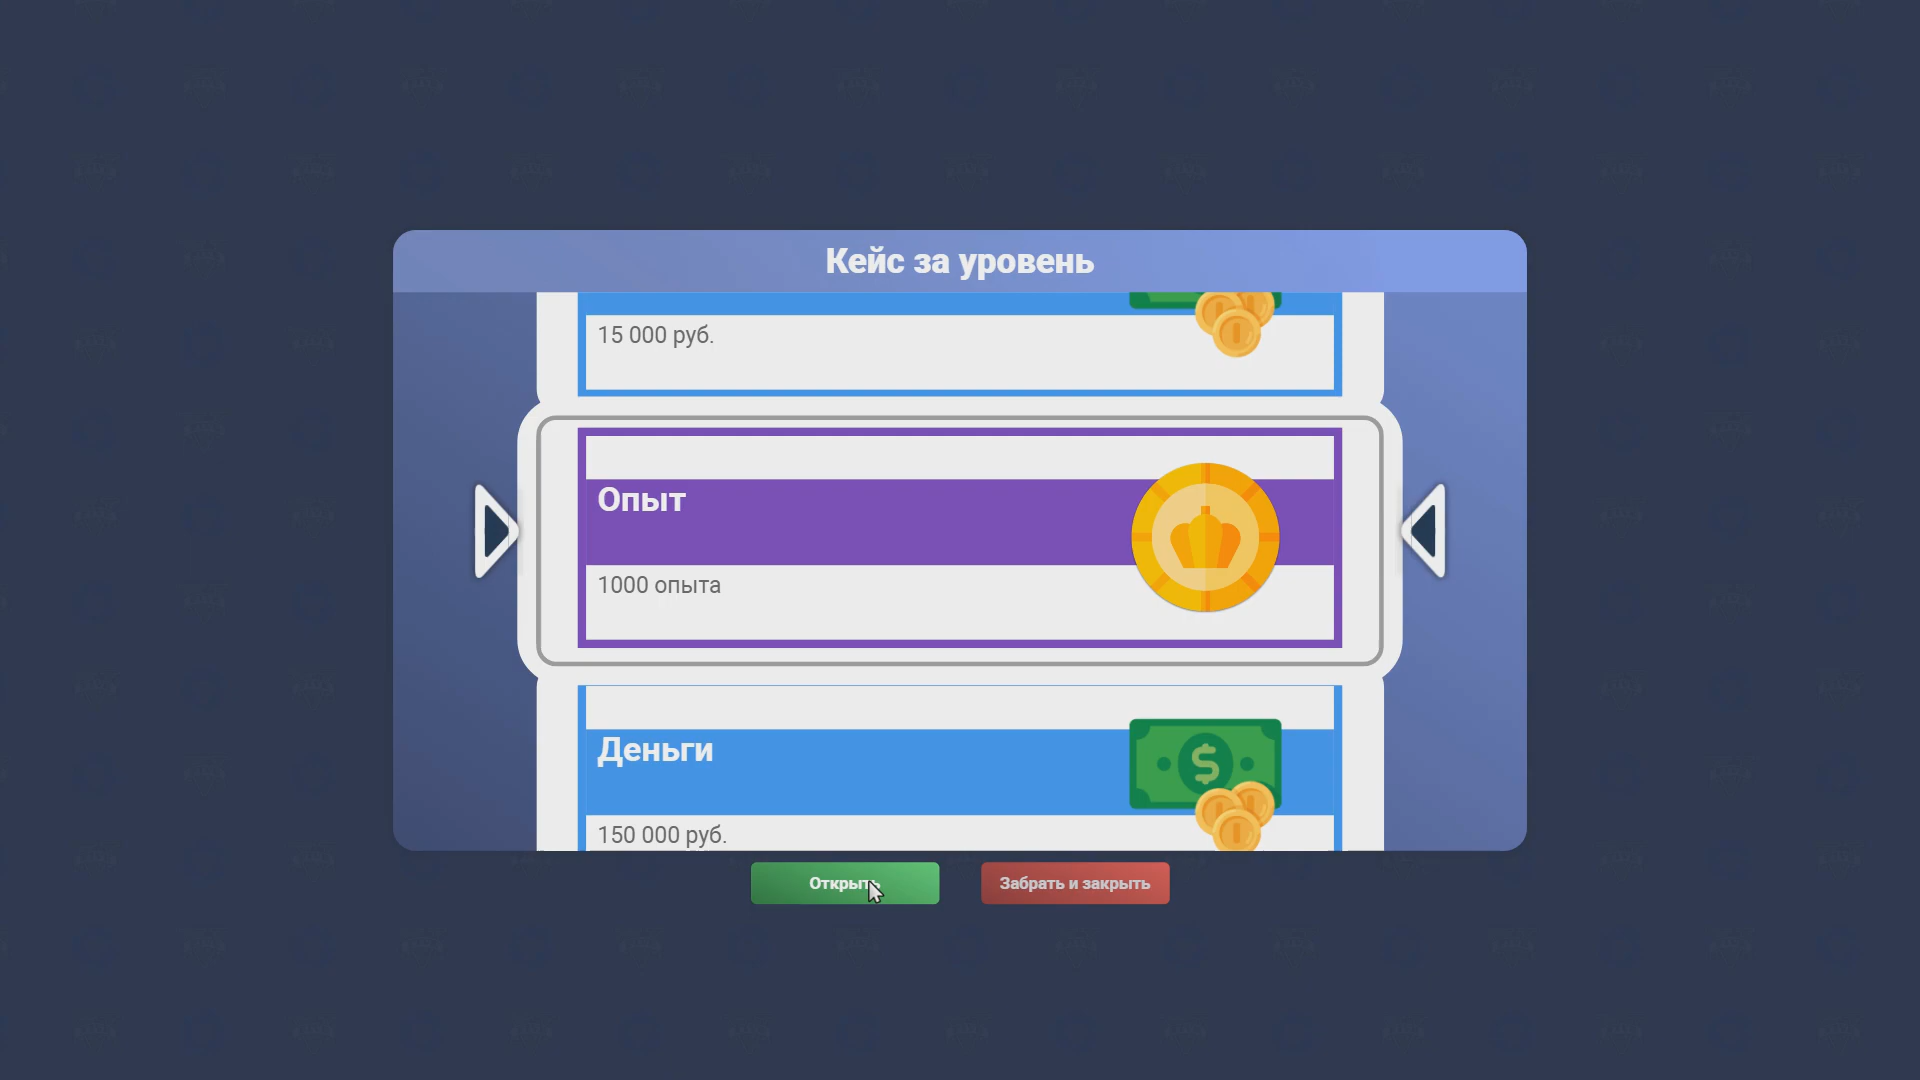 Кейс за уровень
15 000 руб.
Опыт
1000 опыта
Деньги
150 000 руб.
Открыть
Забрать и закрыть